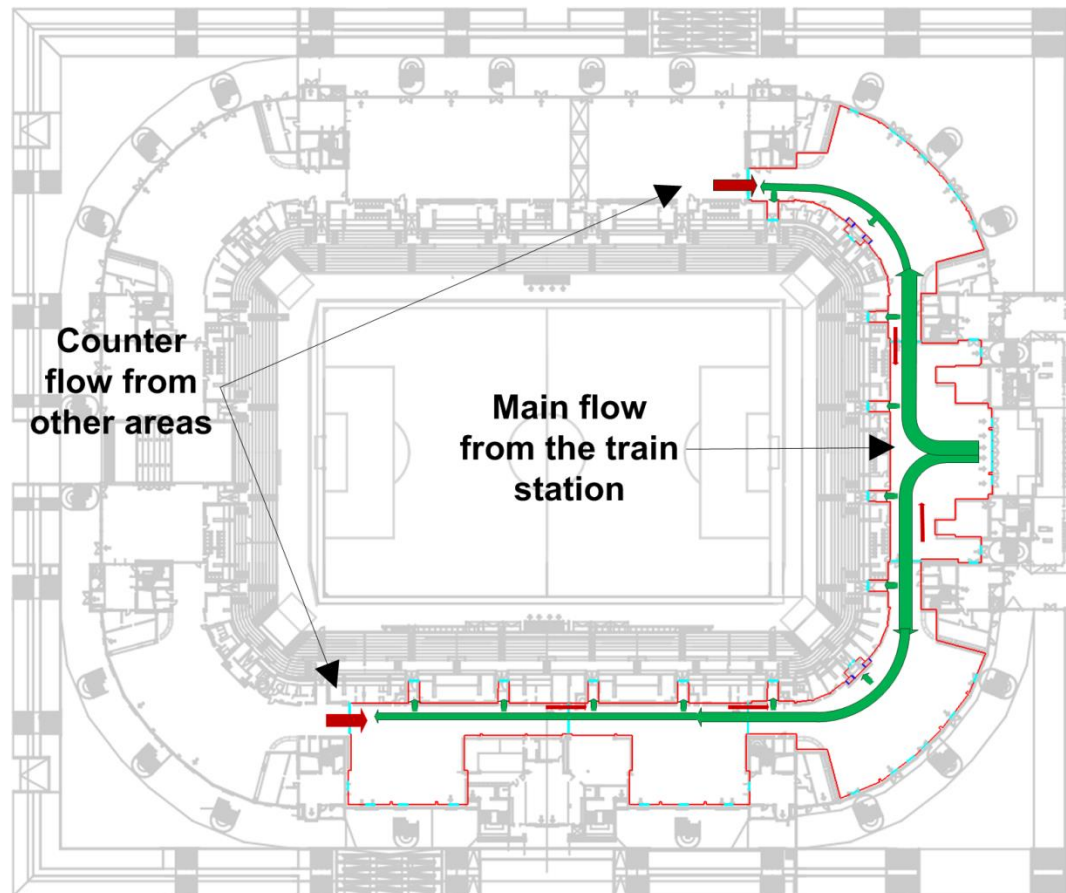 Counter
flow from
other areas
Main flow
from the train
station